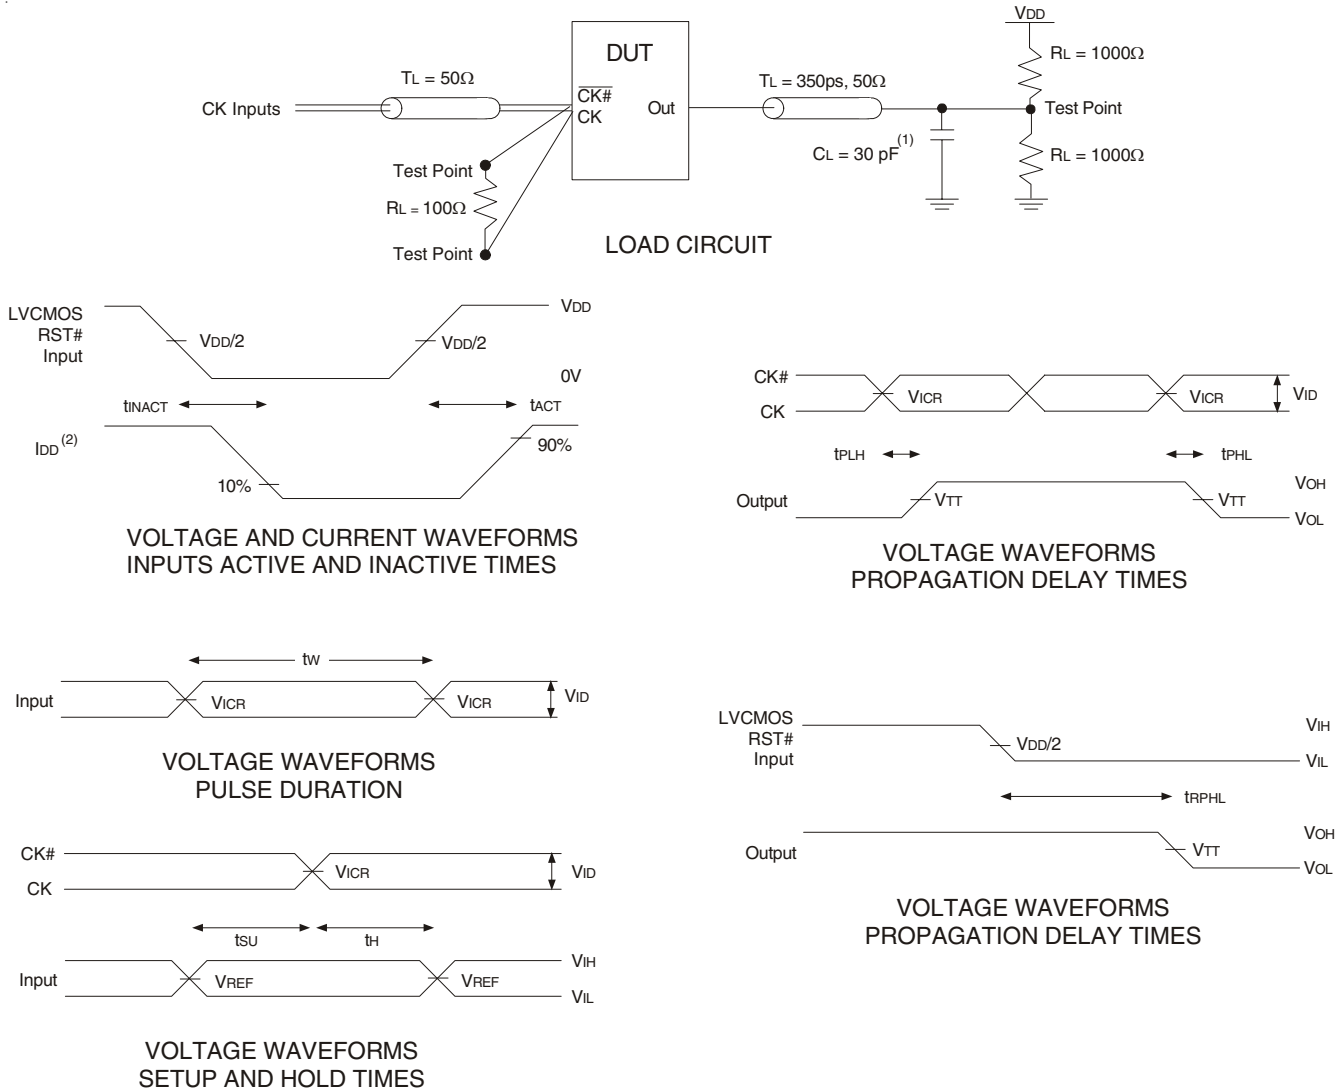 VDD
DUT
RL = 1000Ω
TL = 50Ω
TL = 350ps, 50Ω
CK Inputs
CK#
CK
Out
Test Point
CL = 30 pF(1)
RL = 1000Ω
Test Point
RL = 100Ω
Test Point
LOAD CIRCUIT
LVCMOS
RST#
Input
VDD/2
VDD/2
VDD
0V
tINACT
tACT
IDD(2)
10%
90%
VOLTAGE AND CURRENT WAVEFORMS
INPUTS ACTIVE AND INACTIVE TIMES
CK#
CK
VICR
VICR
VID
tPLH
tPHL
Output
VTT
VTT
VOH
VOL
VOLTAGE WAVEFORMS
PROPAGATION DELAY TIMES
tW
Input
VICR
VICR
VID
VOLTAGE WAVEFORMS
PULSE DURATION
LVCMOS
RST#
Input
VDD/2
VIH
VIL
tRPHL
Output
VTT
VOH
VOL
VOLTAGE WAVEFORMS
PROPAGATION DELAY TIMES
CK#
CK
VICR
VID
tSU
tH
Input
VREF
VREF
VIH
VIL
VOLTAGE WAVEFORMS
SETUP AND HOLD TIMES